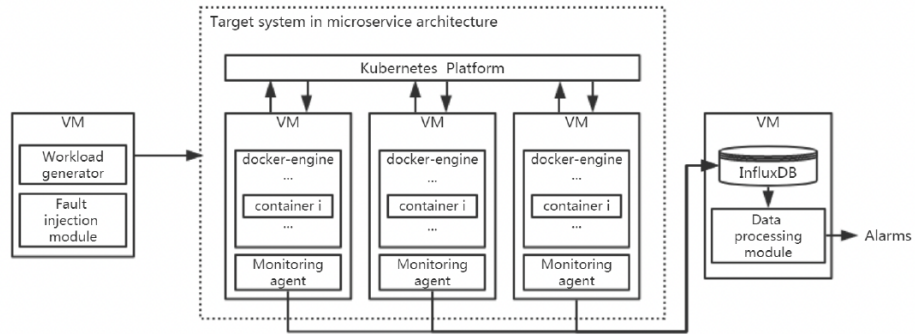 Target system in microservice architecture
Kubernetes Platform
VM
Workload
generator
Fault
injection
module
VM
docker-engine
...
container i
...
Monitoring
agent
VM
docker-engine
...
container i
...
Monitoring
agent
VM
docker-engine
...
container i
...
Monitoring
agent
VM
InfluxDB
Data
processing
module
Alarms